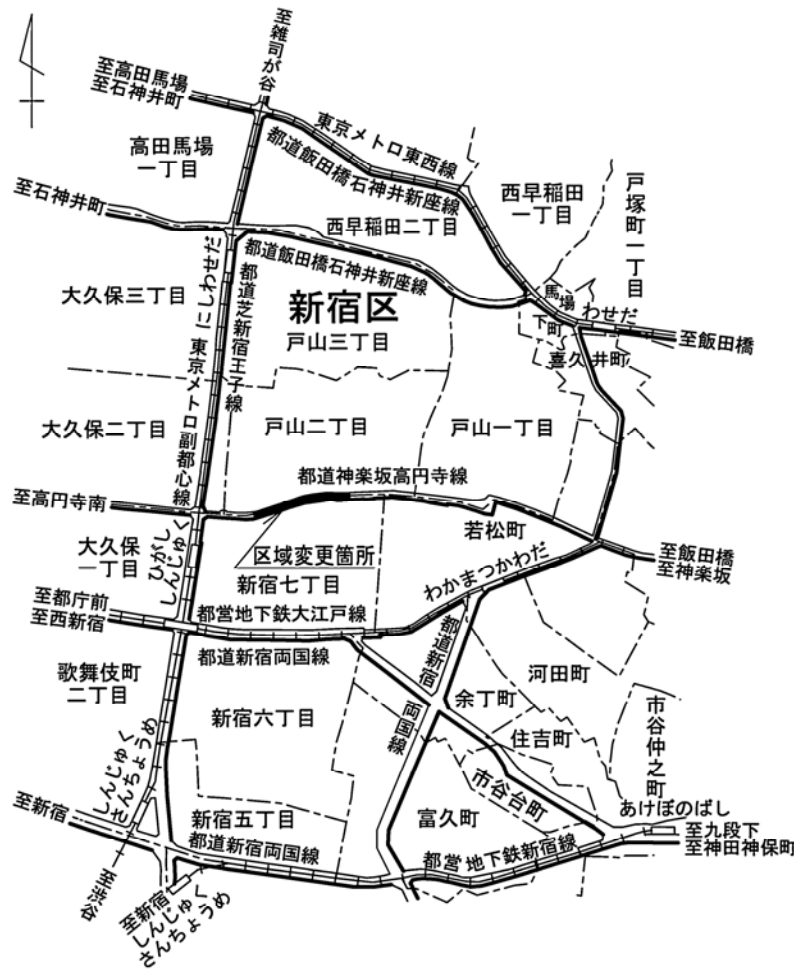 至雑司が谷
至高田馬場
至石神井町
高田馬場
一丁目
東京メトロ東西線
都道飯田橋石神井新座線
西早稲田
一丁目
戸塚町一丁目
至石神井町
西早稲田二丁目
都道飯田橋石神井新座線
にしわせだ
大久保三丁目
新宿区
戸山三丁目
都道芝新宿王子線
東京メトロ副都心線
馬場
下町
わせだ
至飯田橋
喜久井町
大久保二丁目
戸山二丁目
戸山一丁目
都道神楽坂高円寺線
至高円寺南
大久保
一丁目
ひがし
しんじゅく
区域変更箇所
新宿七丁目
若松町
わかまつかわだ
至飯田橋
至神楽坂
至都庁前
至西新宿
都営地下鉄大江戸線
都道新宿両国線
都道新宿
両国線
歌舞伎町
二丁目
新宿六丁目
余丁町
河田町
住吉町
市谷仲之町
市谷台町
しんじゅく
さんちょうめ
至新宿
新宿五丁目
都道新宿両国線
富久町
あけぼのばし
都営地下鉄新宿線
至九段下
至神田神保町
至渋谷
至新宿
しんじゅく
さんちょうめ